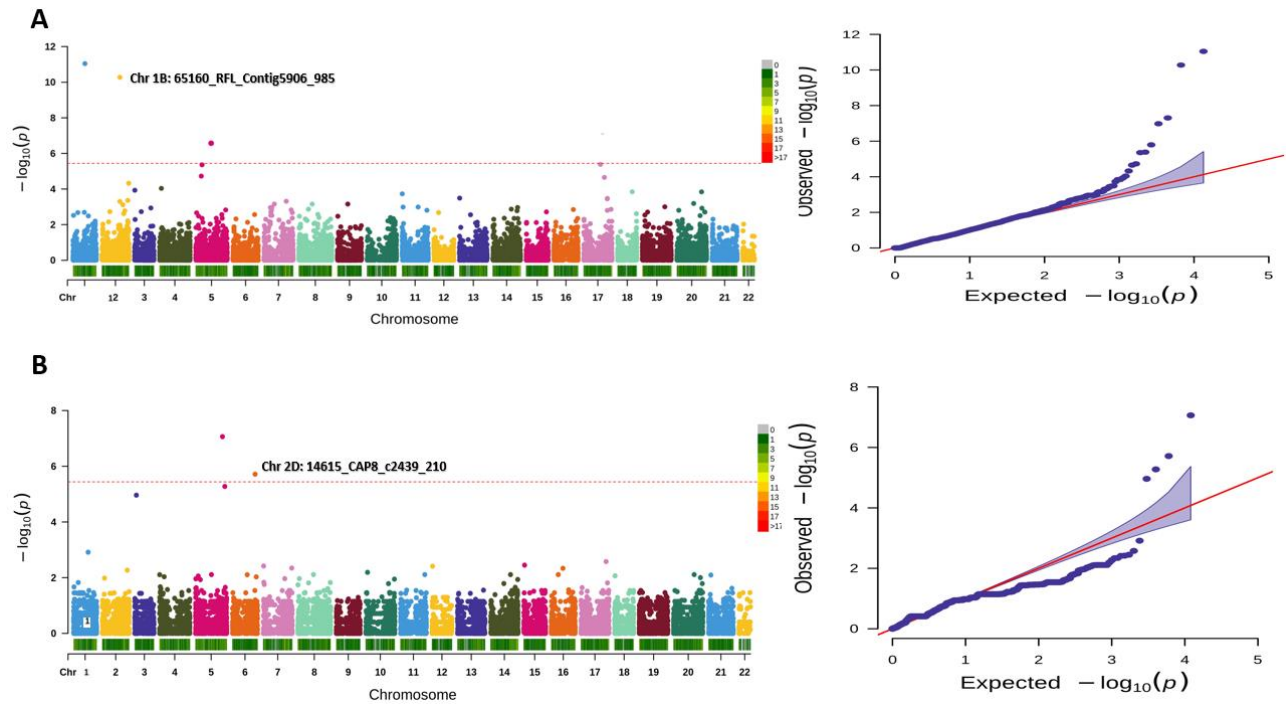 A
12
10
8
6
4
2
0
− log₁₀(p)
Chr 1B: 65160_RFL_Contig5906_985
0
1
3
5
7
9
11
13
15
17
>17
Chr 12 3 4 5 6 7 8 9 10 11 12 13 14 15 16 17 18 19 20 21 22
Chromosome
12
10
8
6
4
2
0
Observed −log₁₀(p)
0 1 2 3 4 5
Expected −log₁₀(p)
B
8
6
4
2
0
− log₁₀(p)
Chr 2D: 14615_CAP8_c2439_210
1
0
1
3
5
7
9
11
13
15
17
>17
Chr 1 2 3 4 5 6 7 8 9 10 11 12 13 14 15 16 17 18 19 20 21 22
Chromosome
8
6
4
2
0
Observed −log₁₀(p)
0 1 2 3 4 5
Expected −log₁₀(p)